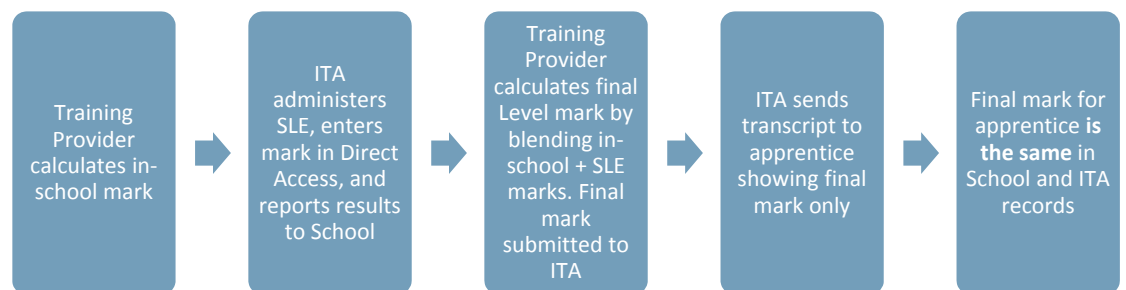 Training
Provider
calculates in-
school mark
ITA
administers
SLE, enters
mark in Direct
Access, and
reports results
to School
Training
Provider
calculates final
Level mark by
blending in-
school + SLE
marks. Final
mark
submitted to
ITA
ITA sends
transcript to
apprentice
showing final
mark only
Final mark for
apprentice is
the same in
School and ITA
records